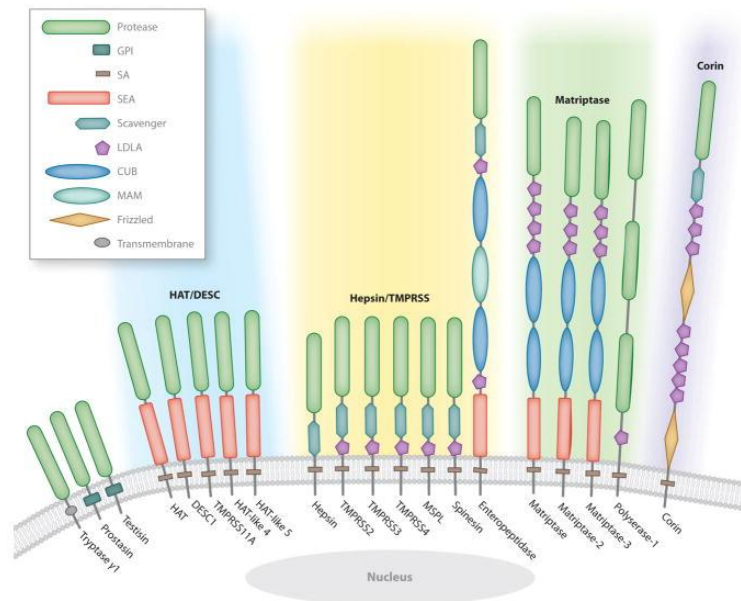 Protease
GPI
SA
SEA
Scavenger
LDLA
CUB
MAM
Frizzled
Transmembrane
HAT/DESC
Hepsin/TMPRSS
Matriptase
Corin
Tryptase γ1
Prostasin
Testisin
HAT
DESC1
TMPRSS11A
HAT-like 4
HAT-like 5
Hepsin
TMPRSS2
TMPRSS3
TMPRSS4
MSPL
Spinesin
Enteropeptidase
Matriptase
Matriptase-2
Matriptase-3
Polyserase-1
Corin
Nucleus